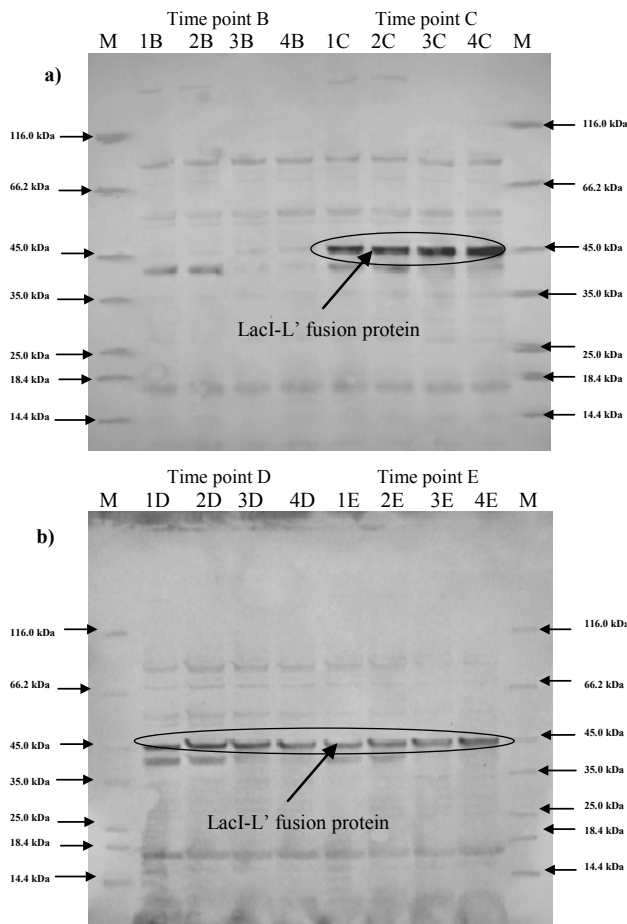 Time point B Time point C
M 1B 2B 3B 4B 1C 2C 3C 4C M
a)
116.0 kDa 116.0 kDa
66.2 kDa 66.2 kDa
45.0 kDa 45.0 kDa
35.0 kDa 35.0 kDa
LacI-L’ fusion protein
25.0 kDa 25.0 kDa
18.4 kDa 18.4 kDa
14.4 kDa 14.4 kDa
Time point D Time point E
M 1D 2D 3D 4D 1E 2E 3E 4E M
b)
116.0 kDa 116.0 kDa
66.2 kDa 66.2 kDa
45.0 kDa 45.0 kDa
35.0 kDa 35.0 kDa
25.0 kDa 25.0 kDa
LacI-L’ fusion protein
18.4 kDa 18.4 kDa
14.4 kDa 14.4 kDa